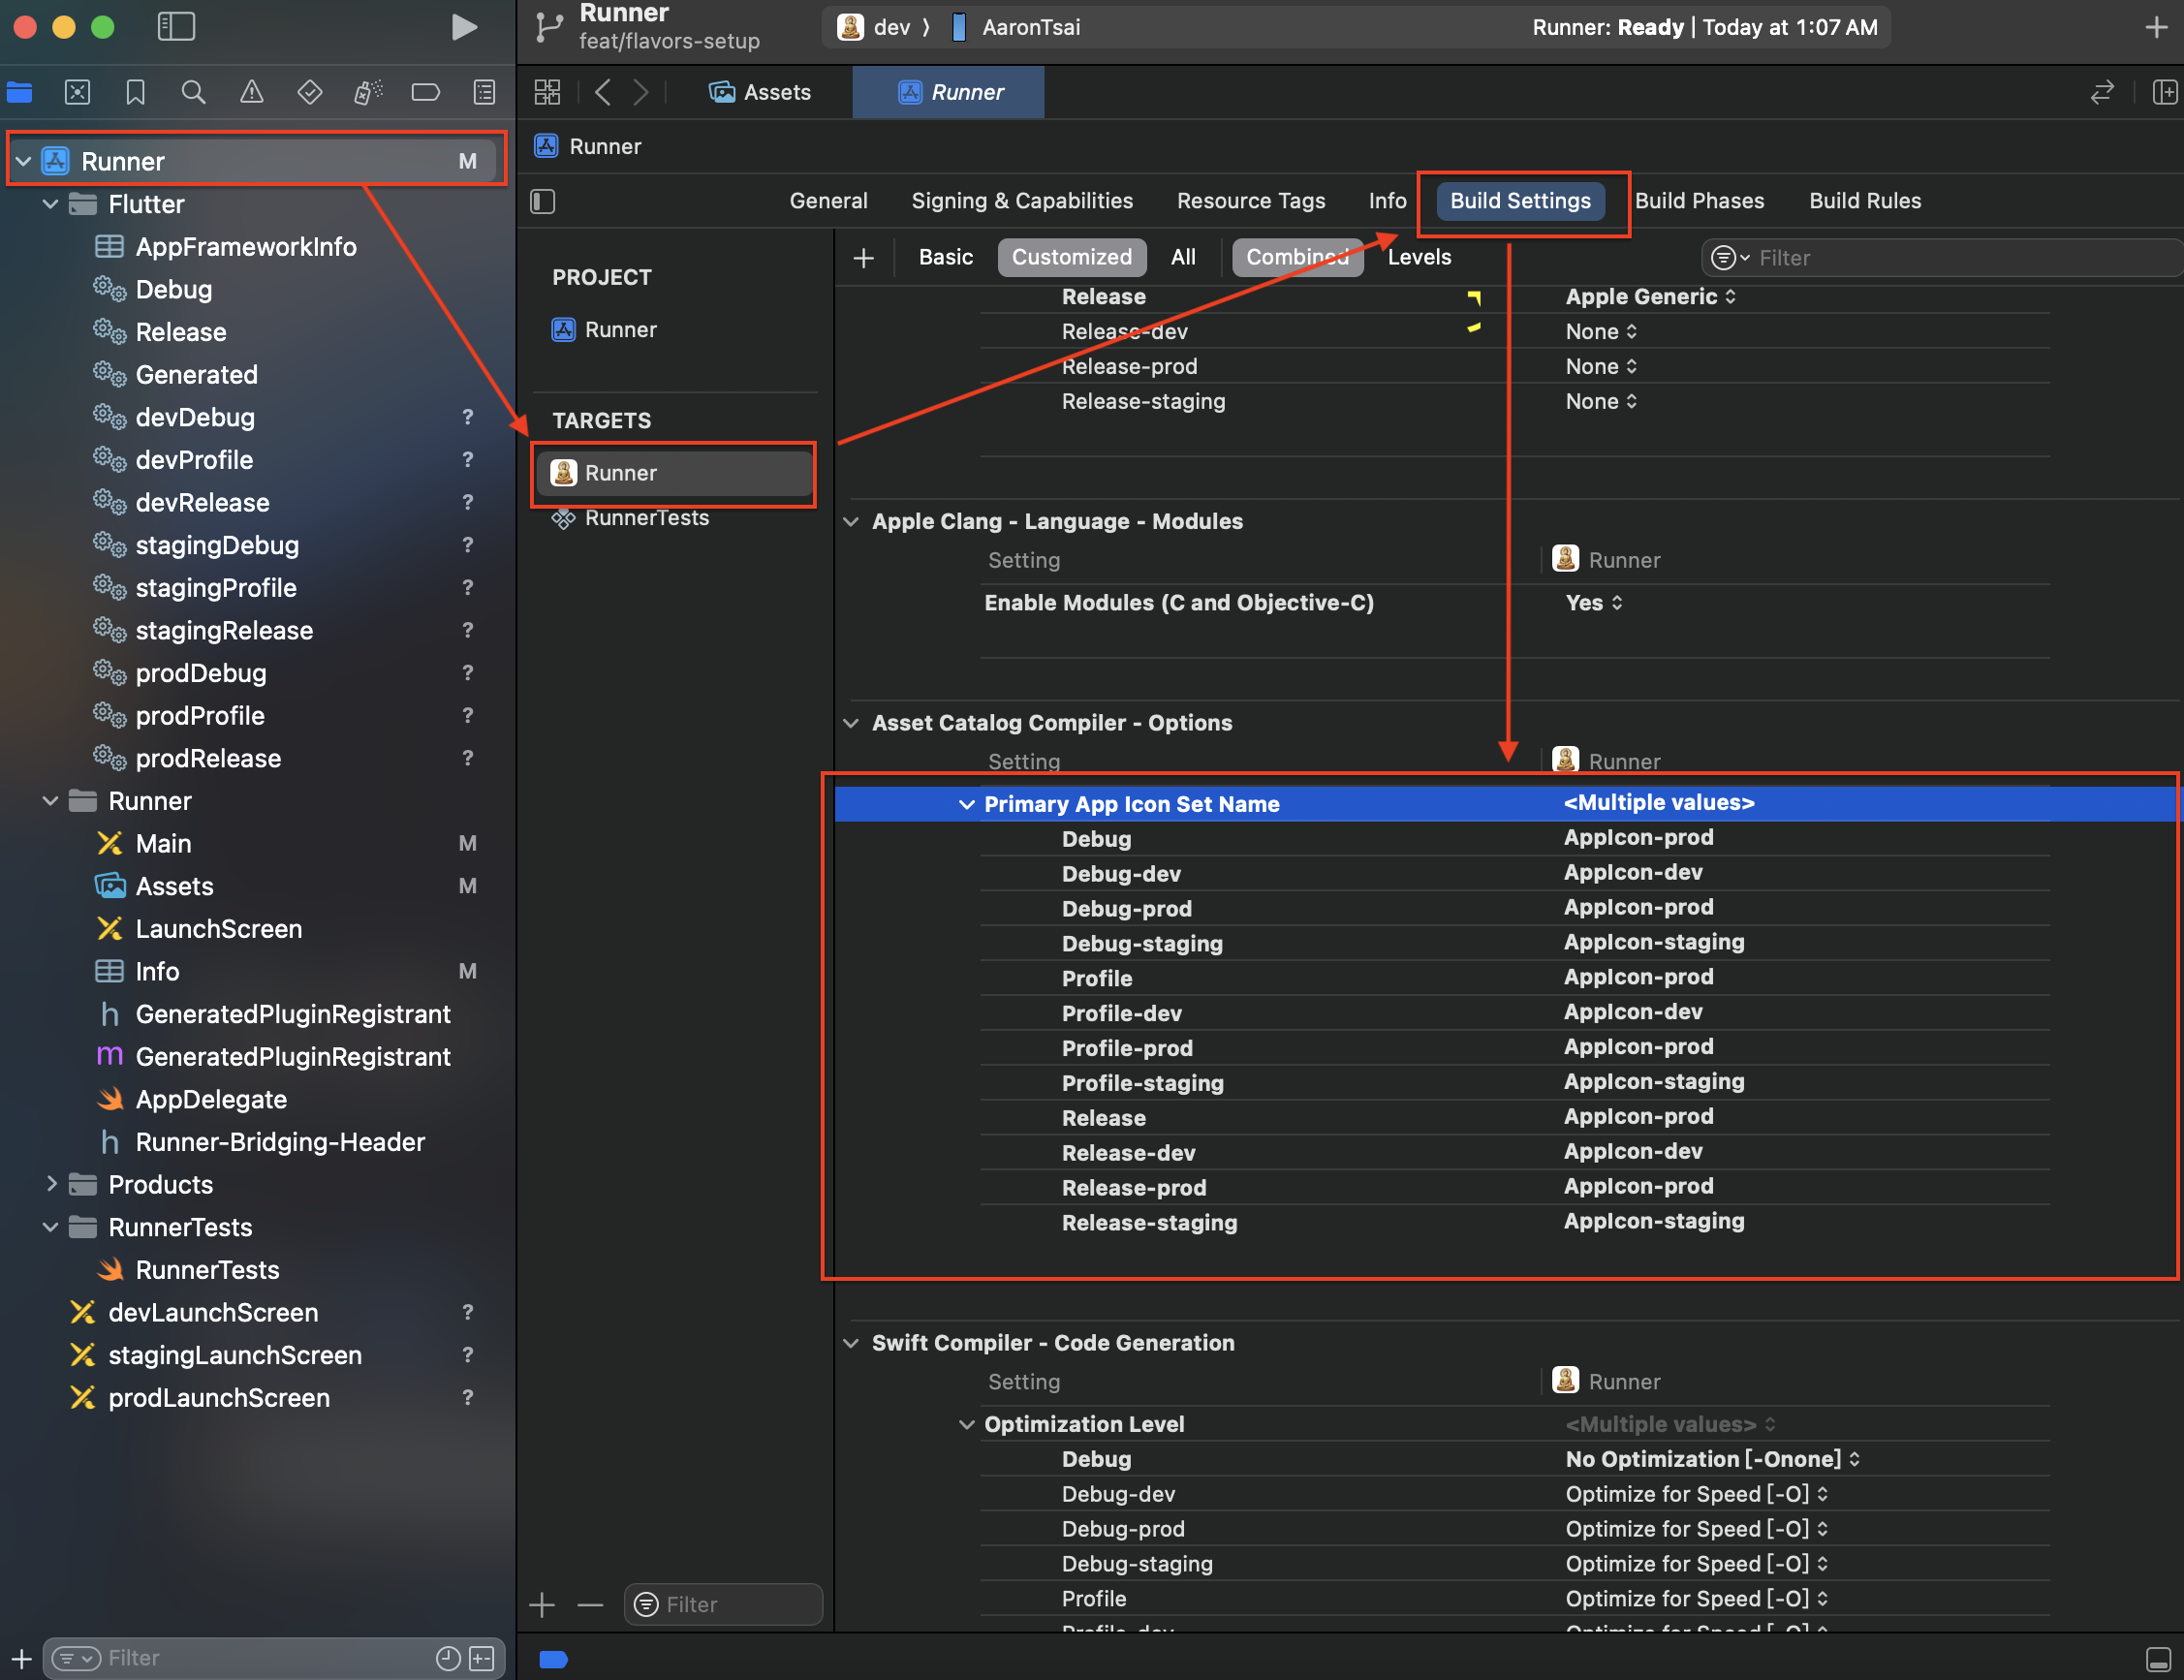 Runner
feat/flavors-setup
dev
AaronTsai
Runner: Ready | Today at 1:07 AM
Assets
Runner
Runner
General
Signing & Capabilities
Resource Tags
Info
Build Settings
Build Phases
Build Rules
Basic
Customized
All
Combined
Levels
Filter
Runner M
Flutter
AppFrameworkInfo
Debug
Release
Generated
devDebug ?
devProfile ?
devRelease ?
stagingDebug ?
stagingProfile ?
stagingRelease ?
prodDebug ?
prodProfile ?
prodRelease ?
Runner
Main M
Assets M
LaunchScreen
Info M
h GeneratedPluginRegistrant
m GeneratedPluginRegistrant
AppDelegate
h Runner-Bridging-Header
Products
RunnerTests
RunnerTests
devLaunchScreen ?
stagingLaunchScreen ?
prodLaunchScreen ?
Filter
PROJECT
Runner
TARGETS
Runner
RunnerTests
Filter
Release Apple Generic
Release-dev None
Release-prod None
Release-staging None
Apple Clang - Language - Modules
Setting Runner
Enable Modules (C and Objective-C) Yes
Asset Catalog Compiler - Options
Setting Runner
Primary App Icon Set Name <Multiple values>
Debug AppIcon-prod
Debug-dev AppIcon-dev
Debug-prod AppIcon-prod
Debug-staging AppIcon-staging
Profile AppIcon-prod
Profile-dev AppIcon-dev
Profile-prod AppIcon-prod
Profile-staging AppIcon-staging
Release AppIcon-prod
Release-dev AppIcon-dev
Release-prod AppIcon-prod
Release-staging AppIcon-staging
Swift Compiler - Code Generation
Setting Runner
Optimization Level <Multiple values>
Debug No Optimization [-Onone]
Debug-dev Optimize for Speed [-O]
Debug-prod Optimize for Speed [-O]
Debug-staging Optimize for Speed [-O]
Profile Optimize for Speed [-O]
Profile-dev Optimize for Speed [-O]